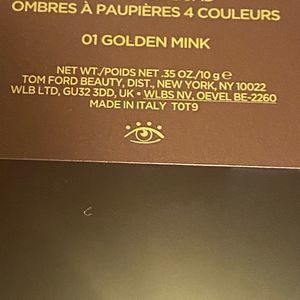 OMBRES À PAUPIÈRES 4 COULEURS
01 GOLDEN MINK
NET WT./POIDS NET .35 OZ./10 g ℮
TOM FORD BEAUTY, DIST., NEW YORK, NY 10022
WLB LTD, GU32 3DD, UK • WLBS NV, OEVEL BE-2260
MADE IN ITALY T0T9